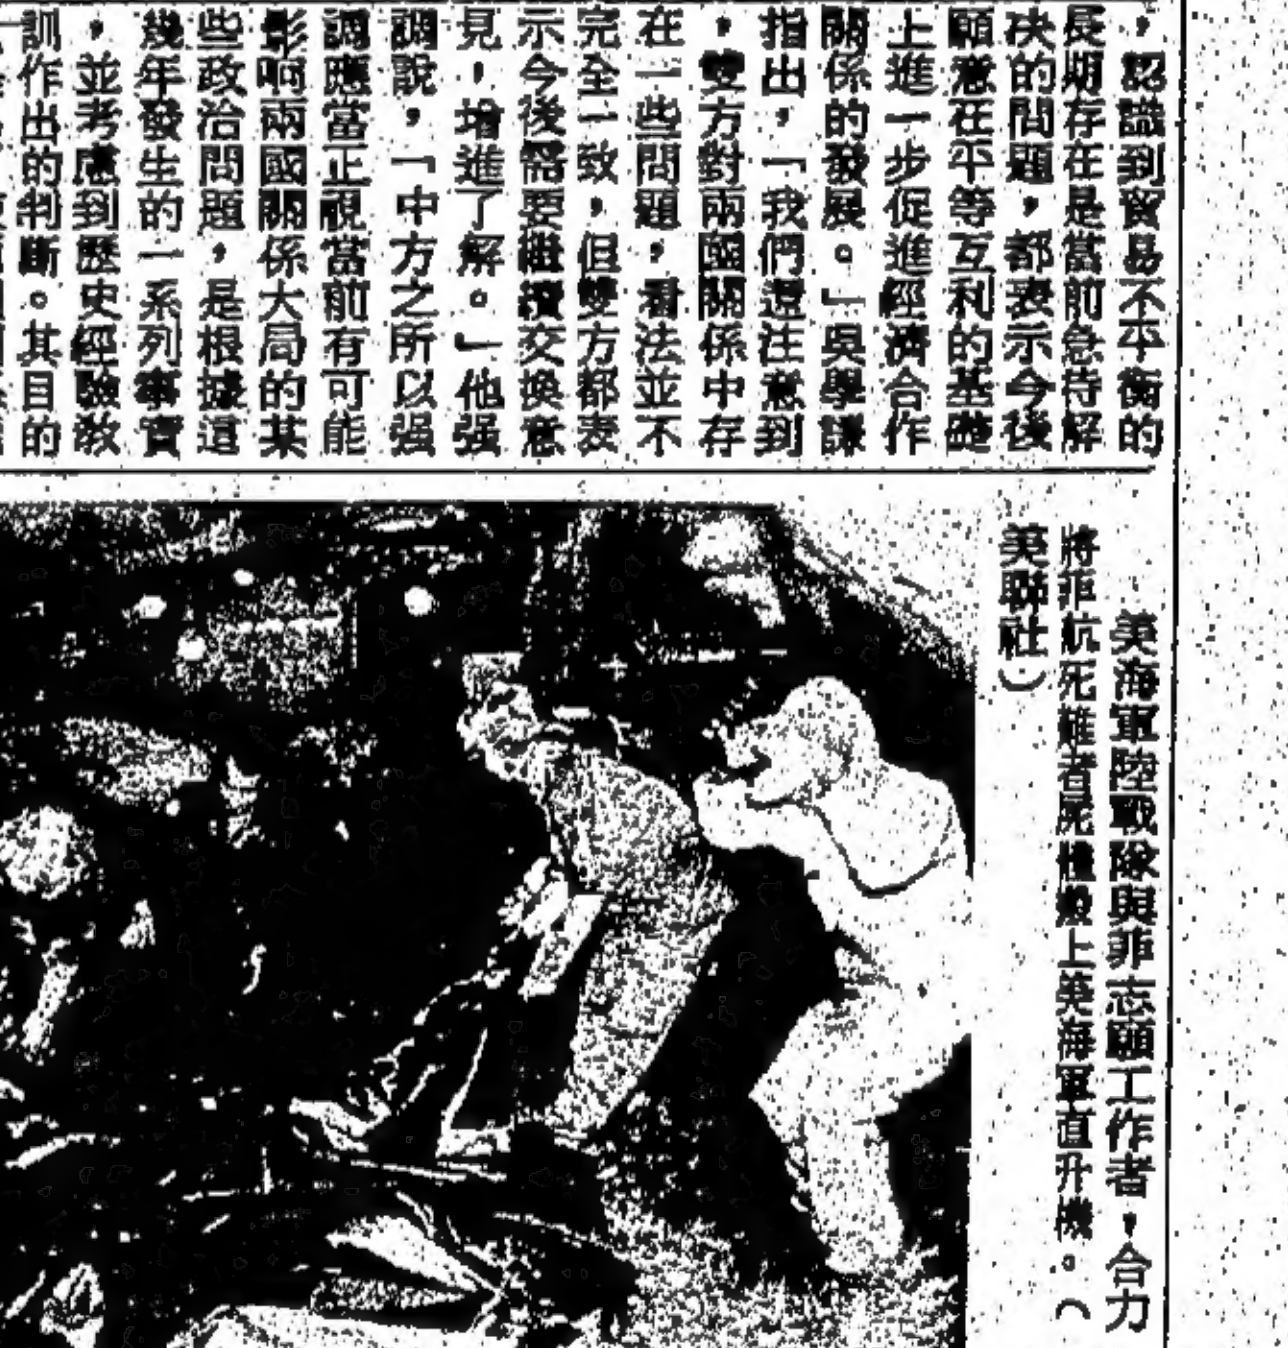 ，認識到貿易不平衡的
長期存在是當前急待解
决的問題，都表示今後
願意在平等互利的基礎
上進一步促進經濟合作
關係的發展。」吳學謙
指出，「我們還注意到
，雙方對兩國關係中存
在一些問題，看法並不
完全一致，但雙方都表
示今後需要繼續交換意
見，增進了解。」他强
調說，「中方之所以强
調應當正視當前有可能
影响兩國關係大局的某
些政治問題，是根據這
幾年發生的一系列事實
，並考慮到歷史經驗教
訓作出的判斷。其目的
美海軍陸戰隊與菲志願工作者，合力
將菲航死難者屍體搬上美海軍直升機。（
美聯社）